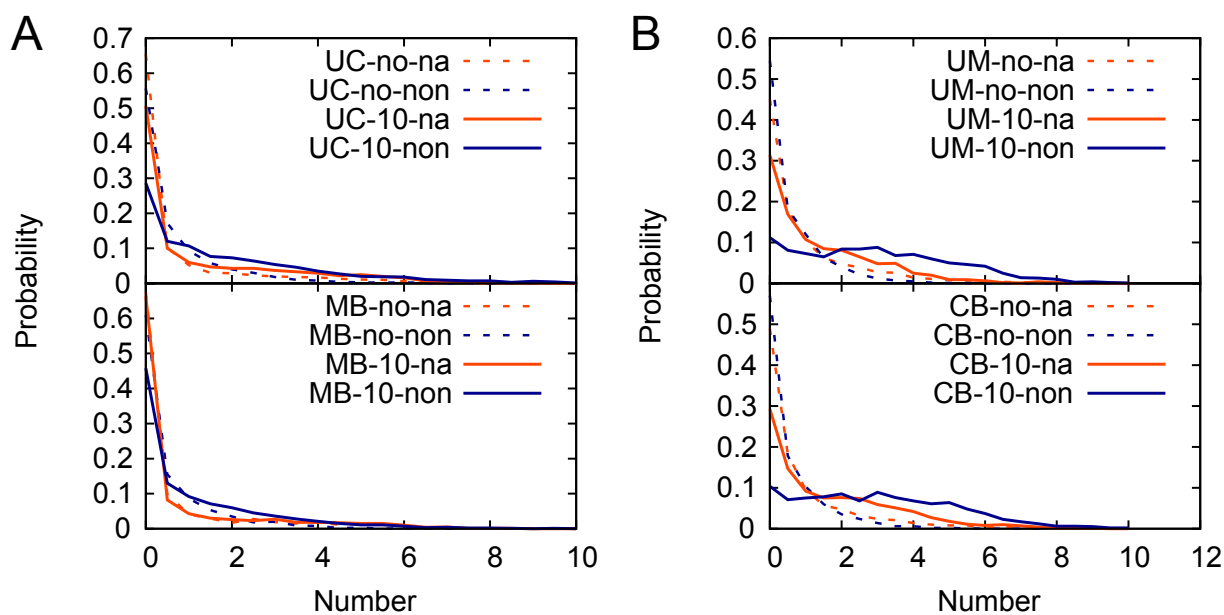 A
B
0.7
0.6
0.5
0.4
0.3
0.2
0.1
0
UC-no-na
UC-no-non
UC-10-na
UC-10-non
0.6
0.5
0.4
0.3
0.2
0.1
0
MB-no-na
MB-no-non
MB-10-na
MB-10-non
0 2 4 6 8 10
Number
Probability
0.6
0.5
0.4
0.3
0.2
0.1
0
UM-no-na
UM-no-non
UM-10-na
UM-10-non
0.5
0.4
0.3
0.2
0.1
0
CB-no-na
CB-no-non
CB-10-na
CB-10-non
0 2 4 6 8 10 12
Number
Probability